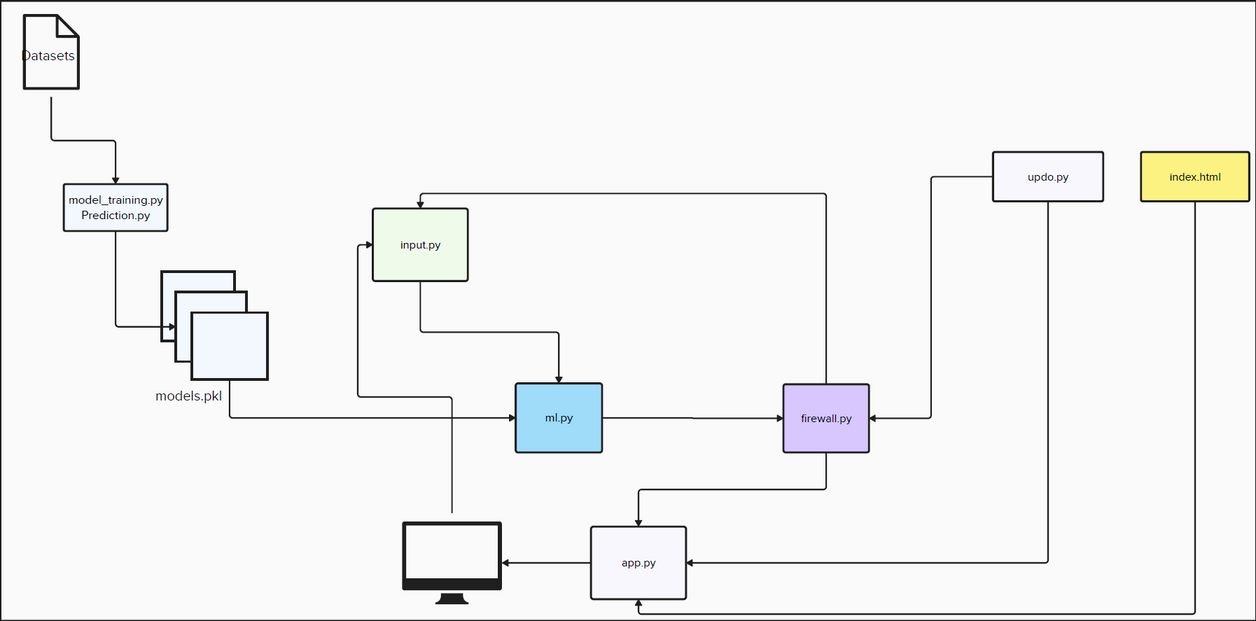 Datasets
model_training.py
Prediction.py
models.pkl
input.py
ml.py
firewall.py
updo.py
index.html
app.py